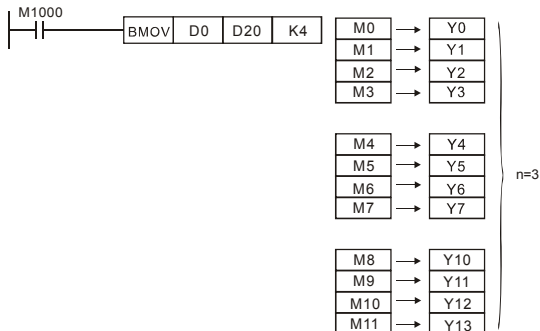 M1000
BMOV D0 D20 K4
M0 → Y0
M1 → Y1
M2 → Y2
M3 → Y3
M4 → Y4
M5 → Y5
M6 → Y6
M7 → Y7
n=3
M8 → Y10
M9 → Y11
M10 → Y12
M11 → Y13